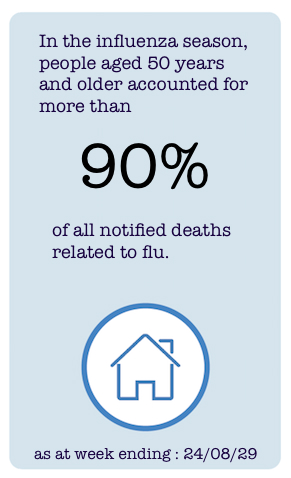 In the influenza season,
people aged 50 years
and older accounted for
more than
90%
of all notified deaths
related to flu.
as at week ending : 24/08/29